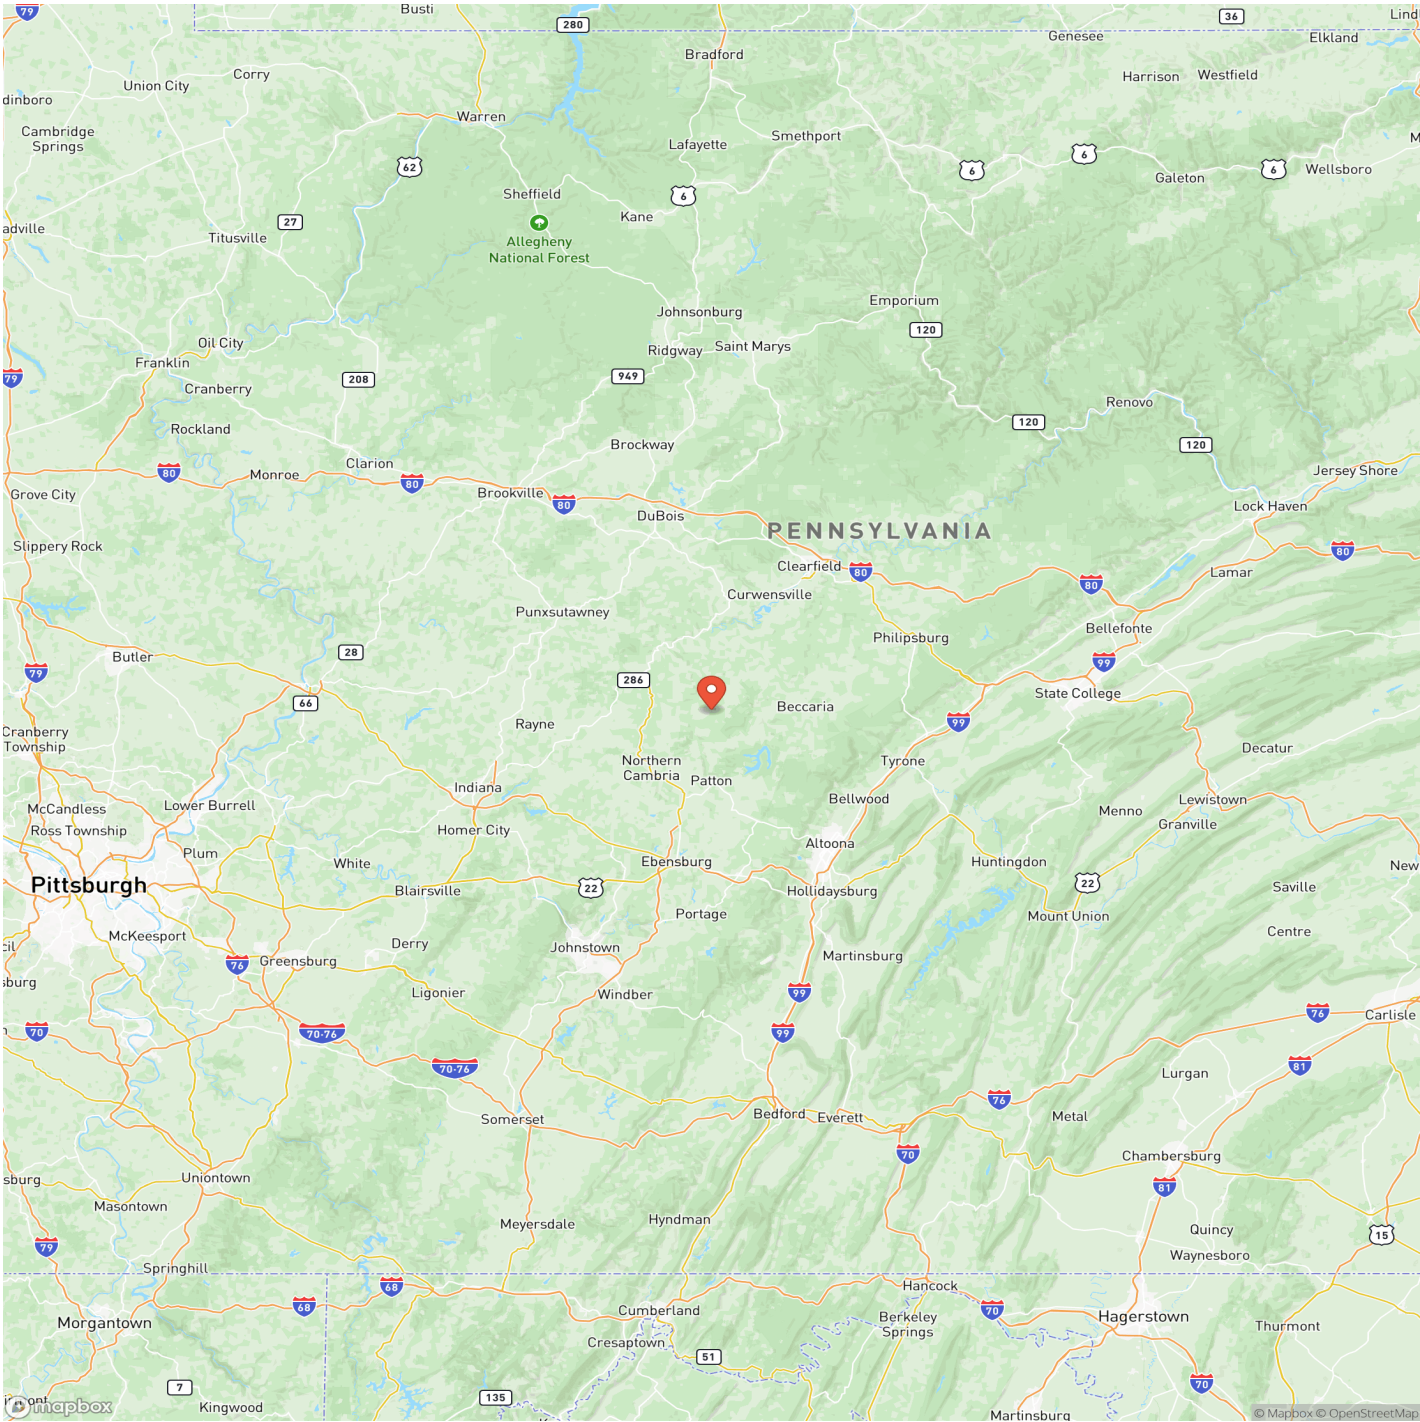 79
Busti
280
36
Lind
Genesee
Elkland
Bradford
Corry
Union City
Harrison
Westfield
dinboro
Warren
Cambridge
Springs
Smethport
Lafayette
M
62
6
6
6
Wellsboro
Galeton
Sheffield
6
Kane
27
adville
Titusville
Allegheny
National Forest
Emporium
Johnsonburg
120
Oil City
Ridgway
Saint Marys
Franklin
79
949
208
Cranberry
Renovo
120
Rockland
Brockway
120
Clarion
80
Monroe
80
Jersey Shore
Grove City
Brookville
80
Lock Haven
DuBois
PENNSYLVANIA
Slippery Rock
80
Clearfield
80
Lamar
80
Curwensville
Punxsutawney
Bellefonte
Philipsburg
28
Butler
99
79
286
State College
66
Beccaria
Rayne
99
Cranberry
Township
Decatur
Northern
Cambria
Tyrone
Patton
Indiana
Bellwood
Lewistown
McCandless
Lower Burrell
Menno
Granville
Ross Township
Homer City
Altoona
Plum
White
Ebensburg
Huntingdon
New
Pittsburgh
22
22
Saville
Blairsville
Hollidaysburg
Portage
Mount Union
Centre
McKeesport
Derry
Johnstown
cil
Martinsburg
76
Greensburg
sburg
Ligonier
Windber
99
76
Carlisle
70
70-76
99
81
70-76
Lurgan
76
Somerset
Bedford
Everett
Metal
70
Chambersburg
sburg
Uniontown
81
Masontown
Meyersdale
Hyndman
Quincy
15
79
Waynesboro
Springhill
68
Hancock
68
70
Cumberland
Hagerstown
Morgantown
Berkeley
Springs
Thurmont
Cresaptown
51
7
70
135
mapbox
Kingwood
Martinsburg
© Mapbox © OpenStreetMap